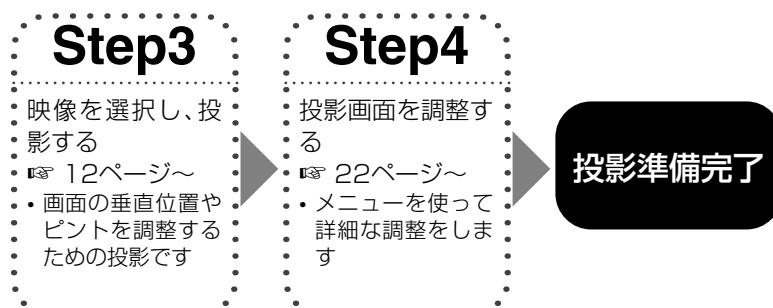 Step3
映像を選択し、投
影する
☞ 12ページ～
• 画面の垂直位置や
ピントを調整する
ための投影です
Step4
投影画面を調整す
る
☞ 22ページ～
• メニューを使って
詳細な調整をしま
す
投影準備完了